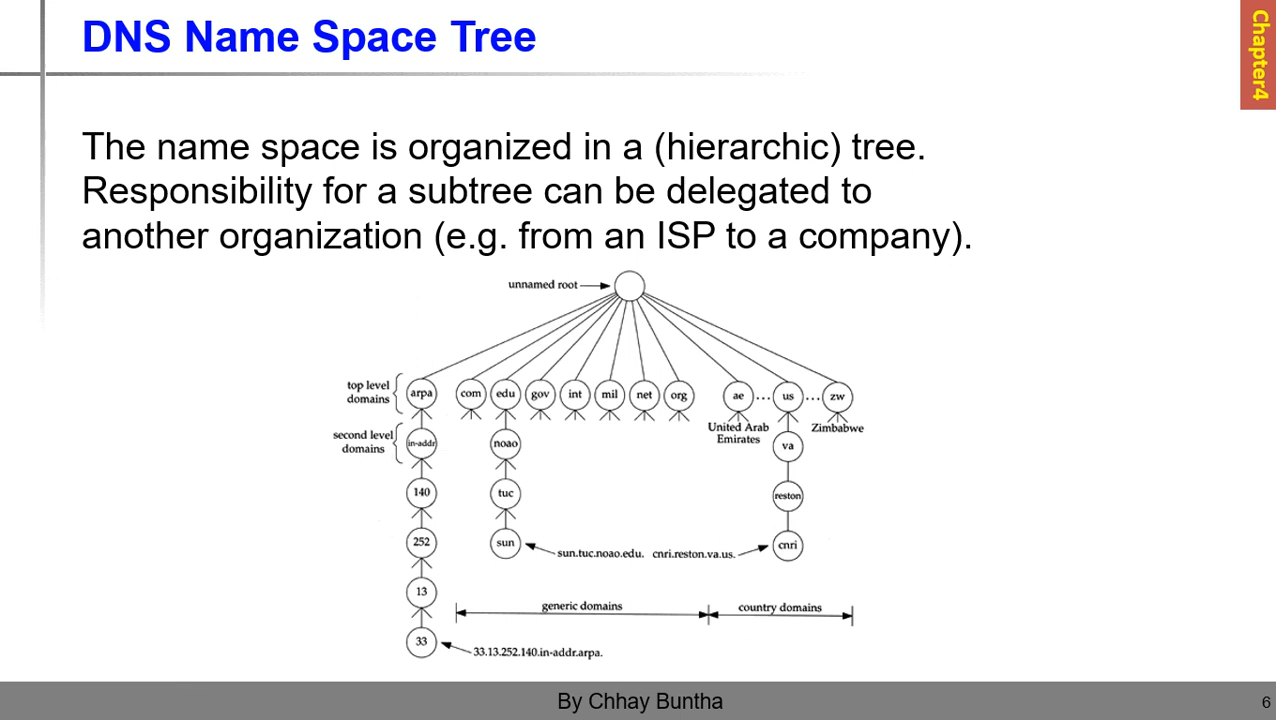 DNS Name Space Tree
Chapter4
The name space is organized in a (hierarchic) tree.
Responsibility for a subtree can be delegated to
another organization (e.g. from an ISP to a company).
unnamed root
top level
domains
arpa com edu gov int mil net org ae ... us ... zw
United Arab
Emirates
Zimbabwe
second level
domains
in-addr noao va
140 tuc reston
252 sun cnri
sun.tuc.noao.edu. cnri.reston.va.us.
13
generic domains country domains
33
33.13.252.140.in-addr.arpa.
By Chhay Buntha
6